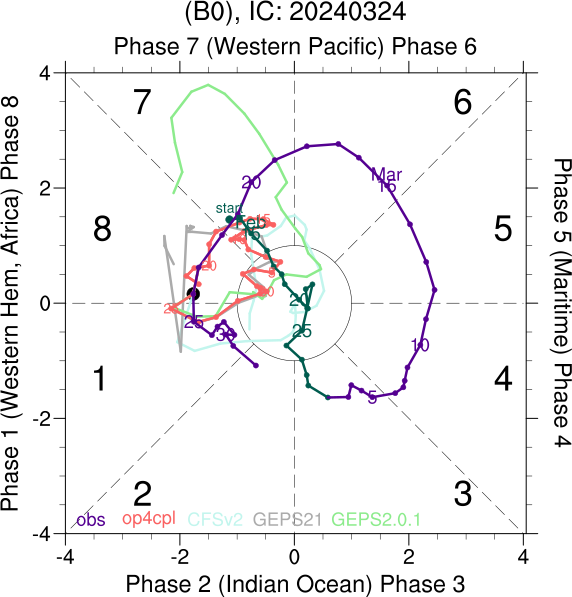 (B0), IC: 20240324
Phase 7 (Western Pacific) Phase 6
Phase 1 (Western Hem, Africa) Phase 8
Phase 5 (Maritime) Phase 4
4
2
0
-2
-4
7
6
8
5
1
4
2
3
20
Mar
15
start
Feb
15
20
25
10
5
25
obs
op4cpl
CFSv2
GEPS21
GEPS2.0.1
-4
-2
0
2
4
Phase 2 (Indian Ocean) Phase 3